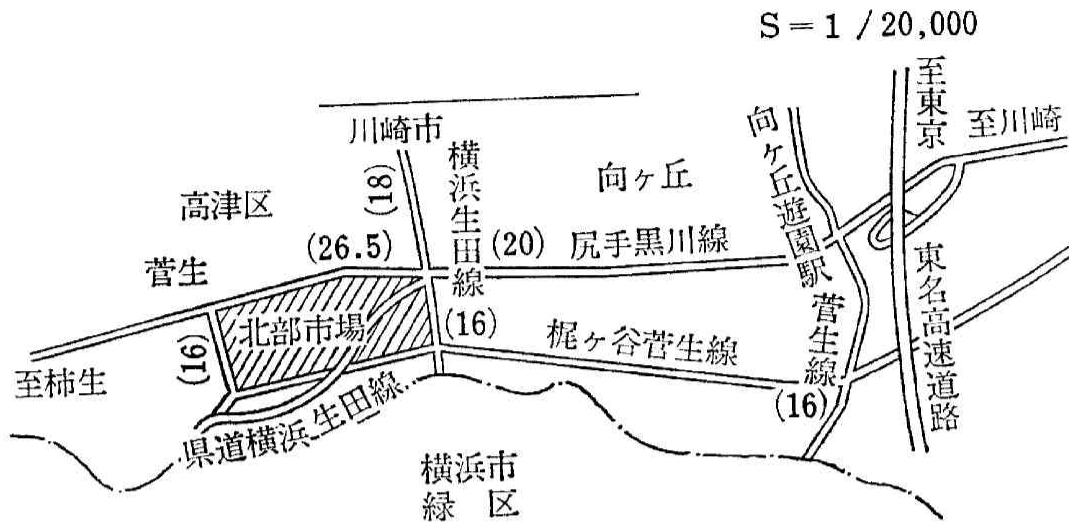 S = 1 / 20,000
至東京
至川崎
川崎市
横浜生田線
向ヶ丘
向ヶ丘遊園駅菅生線
高津区
(18)
(26.5)
(20)
尻手黒川線
菅生
北部市場
(16)
梶ヶ谷菅生線
東名高速道路
至柿生
(16)
(16)
県道横浜生田線
横浜市
緑区